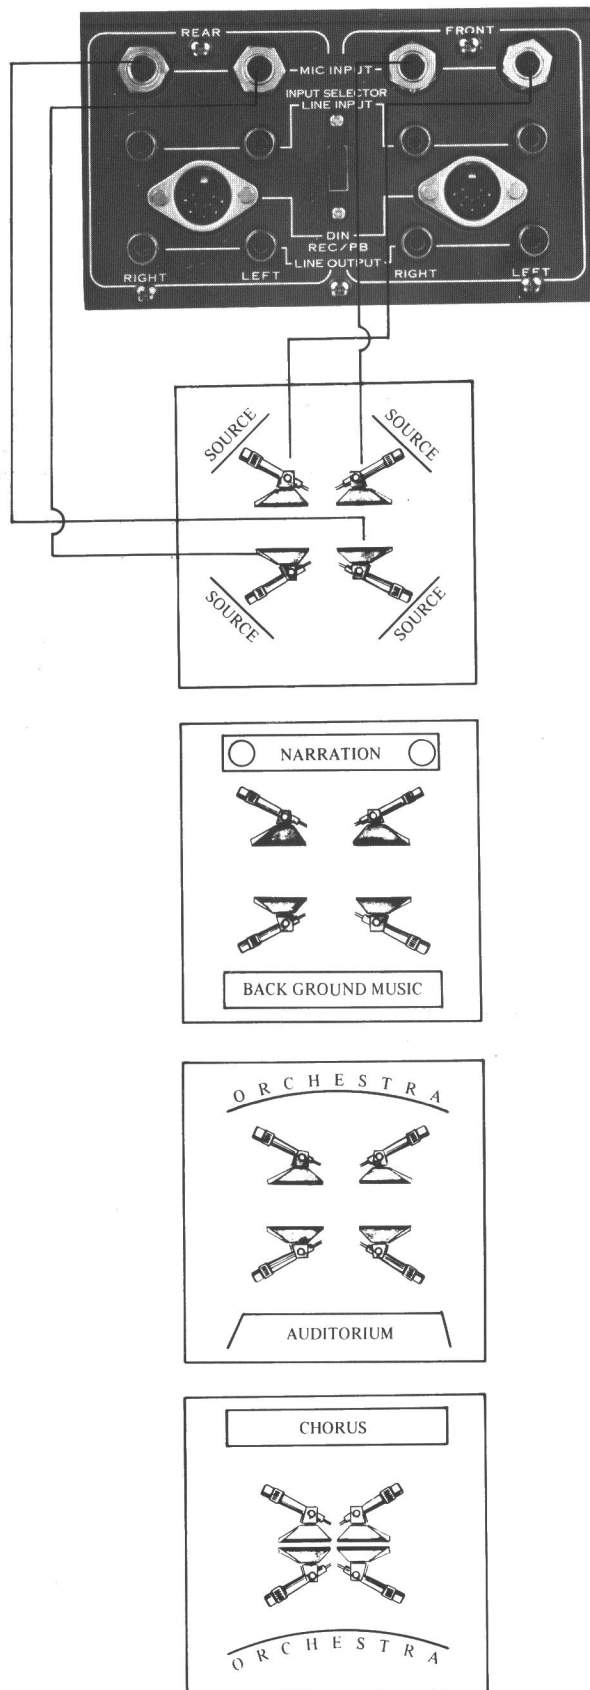 REAR
FRONT
MIC INPUT
INPUT SELECTOR
LINE INPUT
DIN
REC/PB
LINE OUTPUT
RIGHT
LEFT
RIGHT
LEFT
SOURCE
SOURCE
SOURCE
SOURCE
NARRATION
BACK GROUND MUSIC
ORCHESTRA
AUDITORIUM
CHORUS
ORCHESTRA